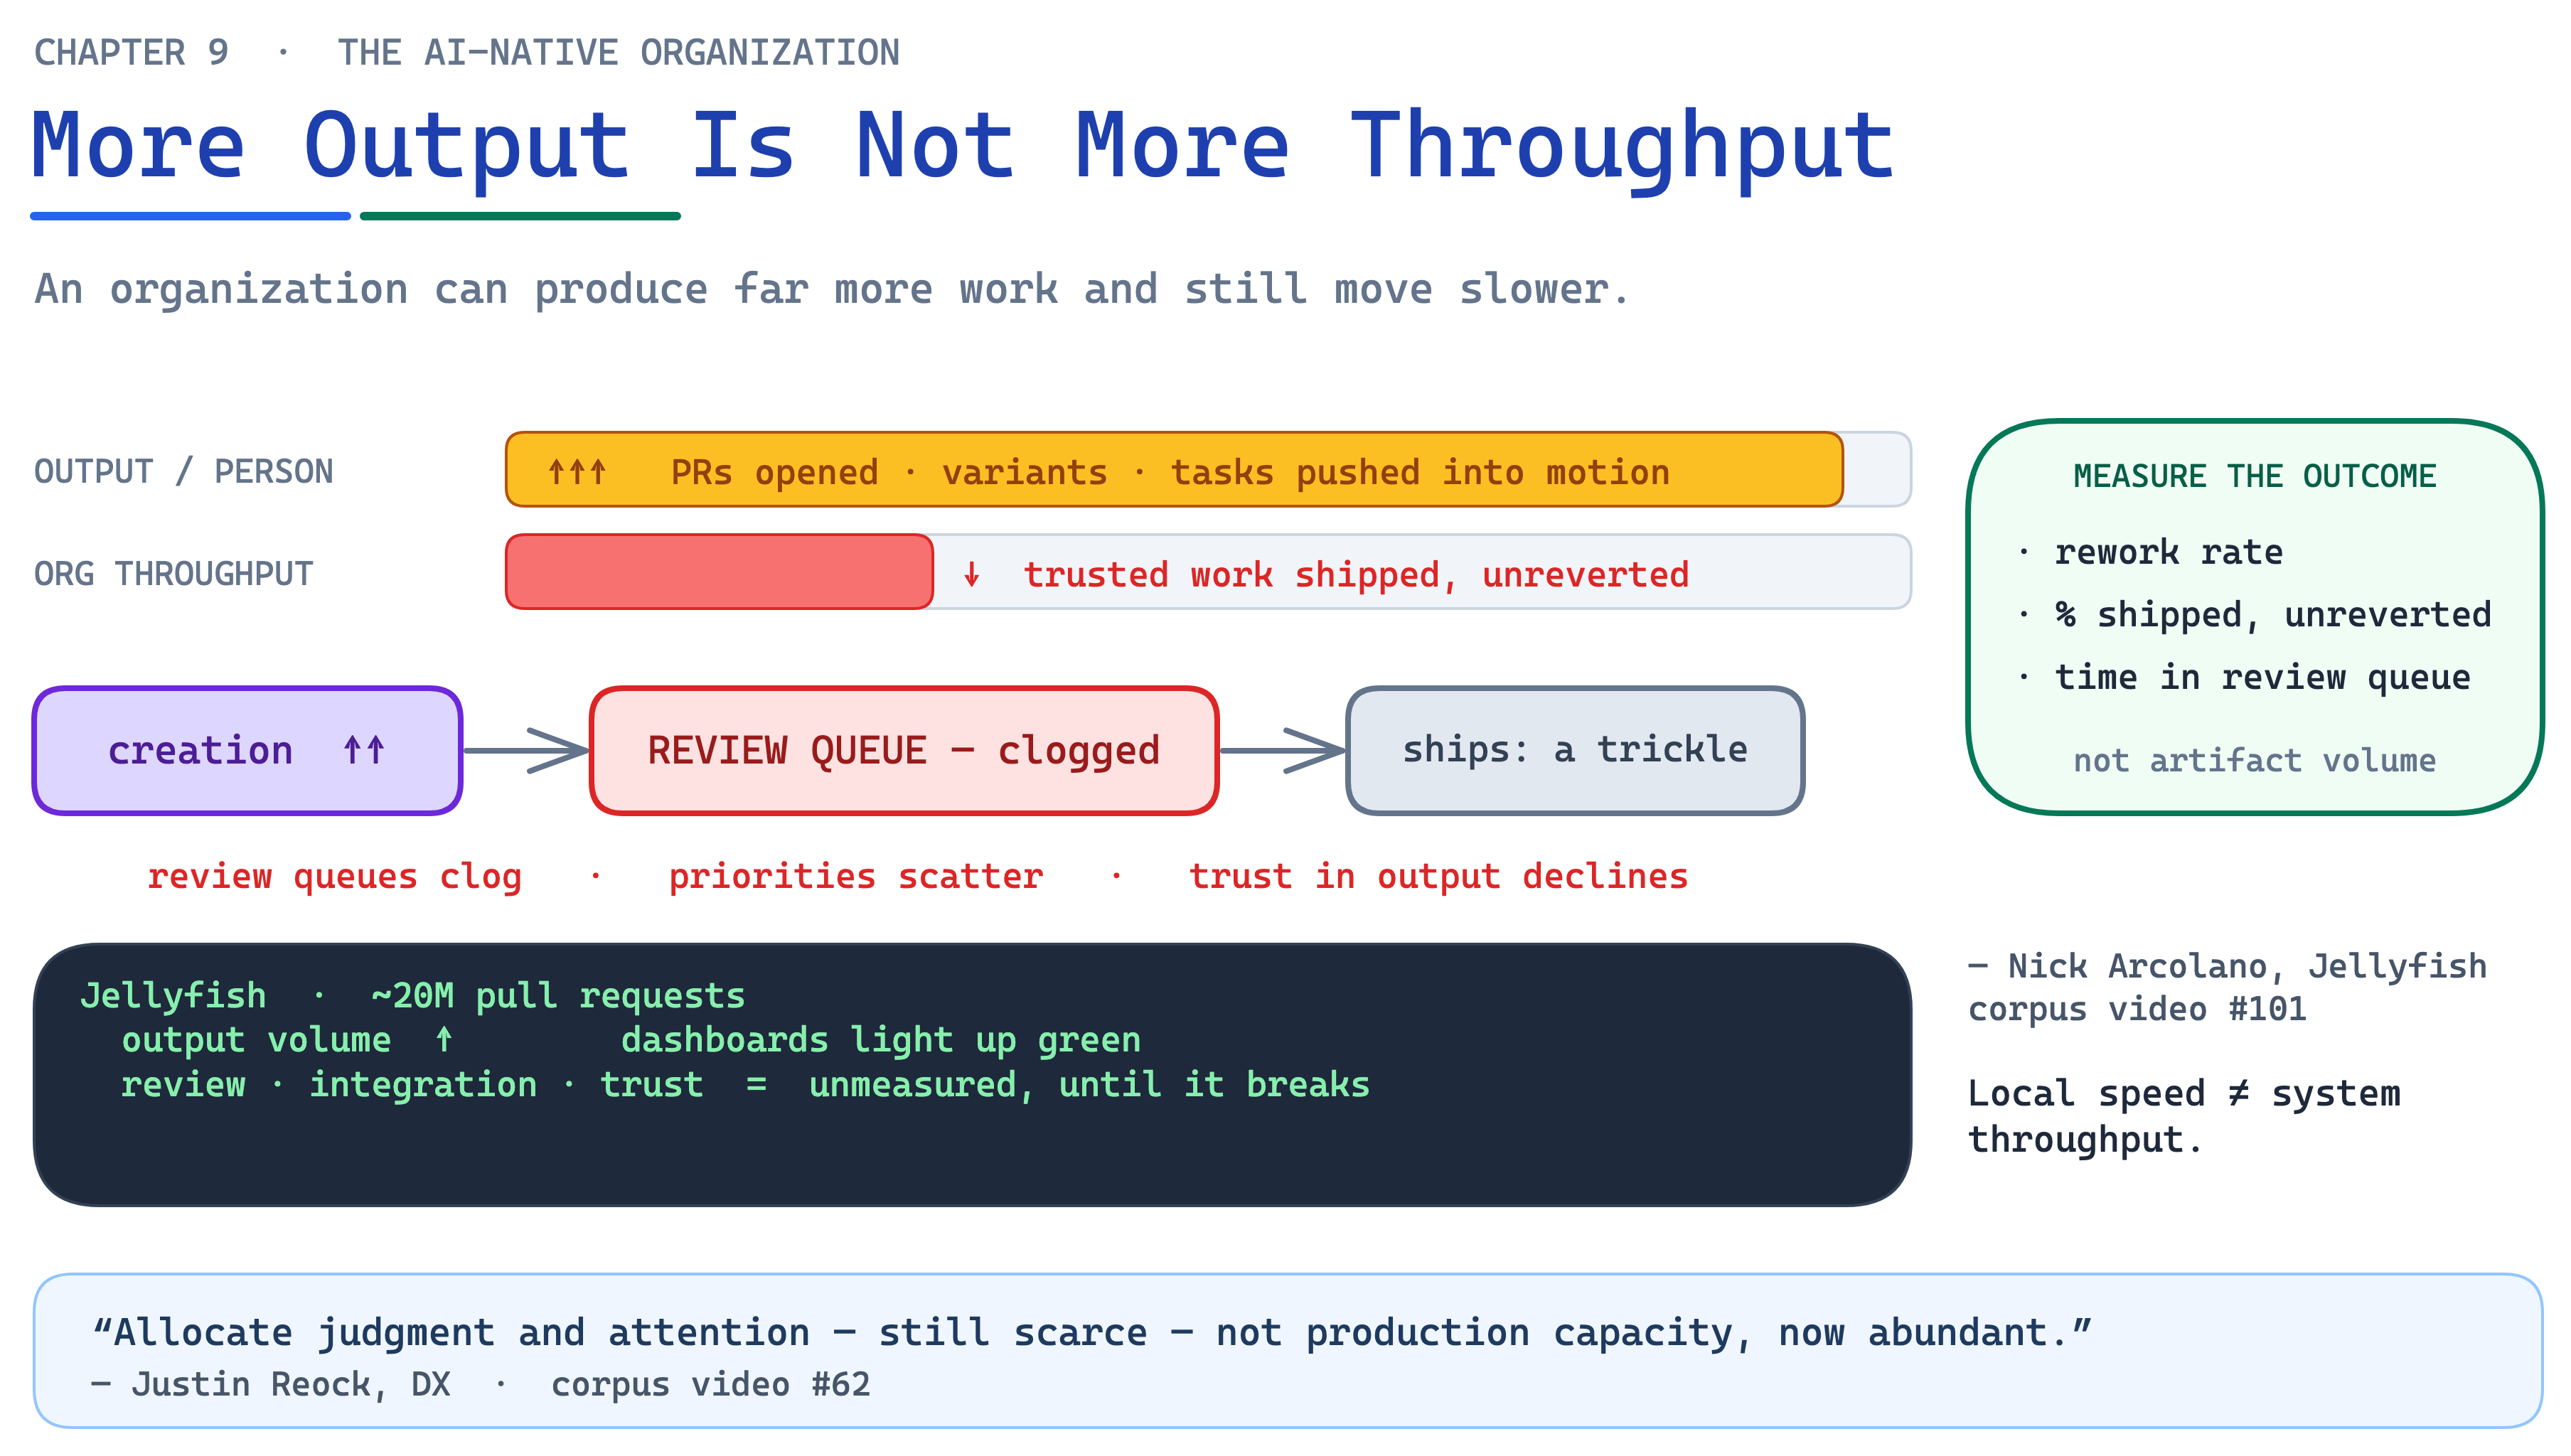 CHAPTER 9 · THE AI-NATIVE ORGANIZATION
More Output Is Not More Throughput
An organization can produce far more work and still move slower.
OUTPUT / PERSON
↑↑↑ PRs opened · variants · tasks pushed into motion
ORG THROUGHPUT
↓ trusted work shipped, unreverted
creation ↑↑
REVIEW QUEUE — clogged
ships: a trickle
review queues clog · priorities scatter · trust in output declines
MEASURE THE OUTCOME
· rework rate
· % shipped, unreverted
· time in review queue
not artifact volume
Jellyfish · ~20M pull requests
output volume ↑ dashboards light up green
review · integration · trust = unmeasured, until it breaks
— Nick Arcolano, Jellyfish
corpus video #101
Local speed ≠ system
throughput.
“Allocate judgment and attention — still scarce — not production capacity, now abundant.”
— Justin Reock, DX · corpus video #62